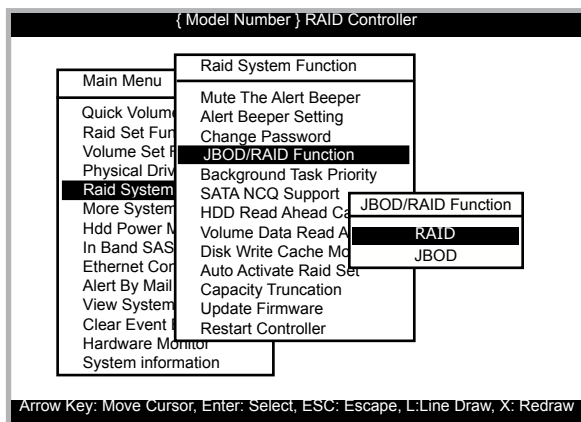 { Model Number } RAID Controller
Main Menu
Quick Volum
Raid Set Fun
Volume Set
Physical Driv
Raid System
More System
Hdd Power
In Band SAS
Ethernet Con
Alert By Mail
View System
Clear Event
Hardware Monitor
System information
Raid System Function
Mute The Alert Beeper
Alert Beeper Setting
Change Password
JBOD/RAID Function
Background Task Priority
SATA NCQ Support
HDD Read Ahead Ca
Volume Data Read A
Disk Write Cache Mo
Auto Activate Raid Set
Capacity Truncation
Update Firmware
Restart Controller
JBOD/RAID Function
RAID
JBOD
Arrow Key: Move Cursor, Enter: Select, ESC: Escape, L:Line Draw, X: Redraw